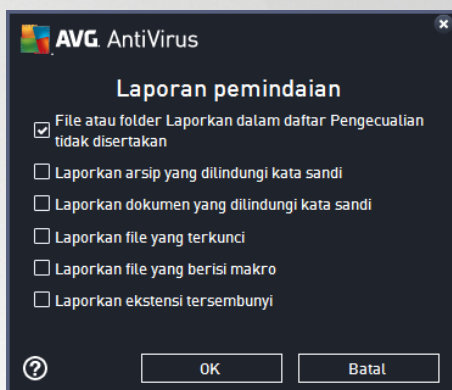 AVG AntiVirus
Laporan pemindaian
File atau folder Laporkan dalam daftar Pengecualian
tidak disertakan
Laporkan arsip yang dilindungi kata sandi
Laporkan dokumen yang dilindungi kata sandi
Laporkan file yang terkunci
Laporkan file yang berisi makro
Laporkan ekstensi tersembunyi
?
OK
Batal